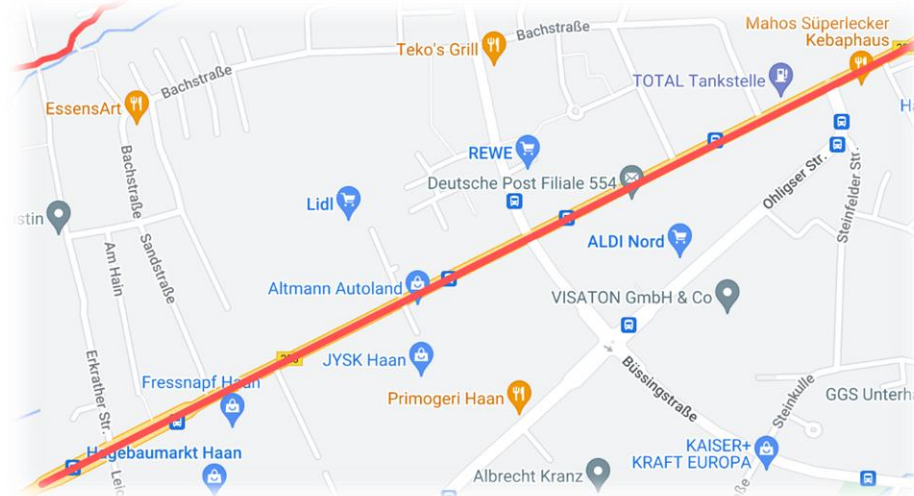 Mahos Süperlecker
Kebaphaus
Bachstraße
Teko's Grill
TOTAL Tankstelle
Bachstraße
EssensArt
REWE
Deutsche Post Filiale 554
Bachstraße
Lidl
Ohligser Str.
Steinfelder Str.
ALDI Nord
Am Hain
Sandstraße
Altmann Autoland
VISATON GmbH & Co
Erkrather Str.
JYSK Haan
Fressnapf Haan
Primogeri Haan
Büssingstraße
Steinkulle
GGS Unterha
Hagebaumarkt Haan
KAISER+
KRAFT EUROPA
Albrecht Kranz